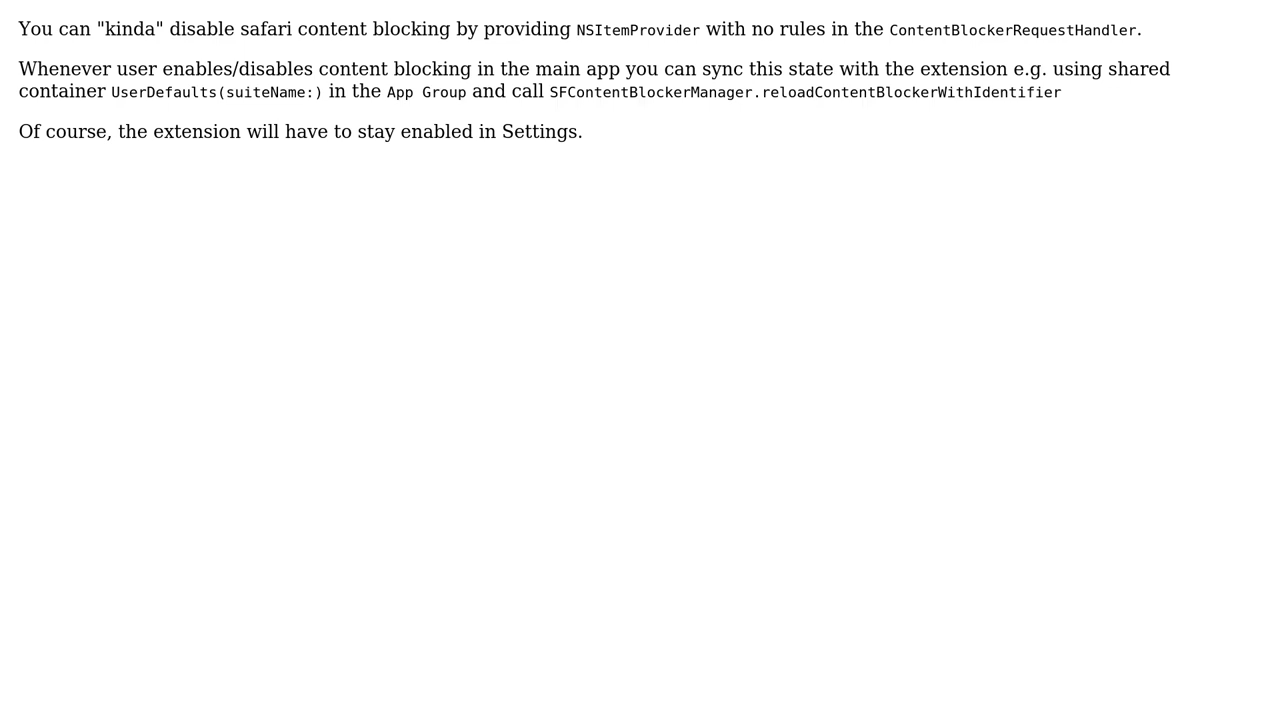 You can "kinda" disable safari content blocking by providing NSItemProvider with no rules in the ContentBlockerRequestHandler.
Whenever user enables/disables content blocking in the main app you can sync this state with the extension e.g. using shared
container UserDefaults(suiteName:) in the App Group and call SFContentBlockerManager.reloadContentBlockerWithIdentifier
Of course, the extension will have to stay enabled in Settings.